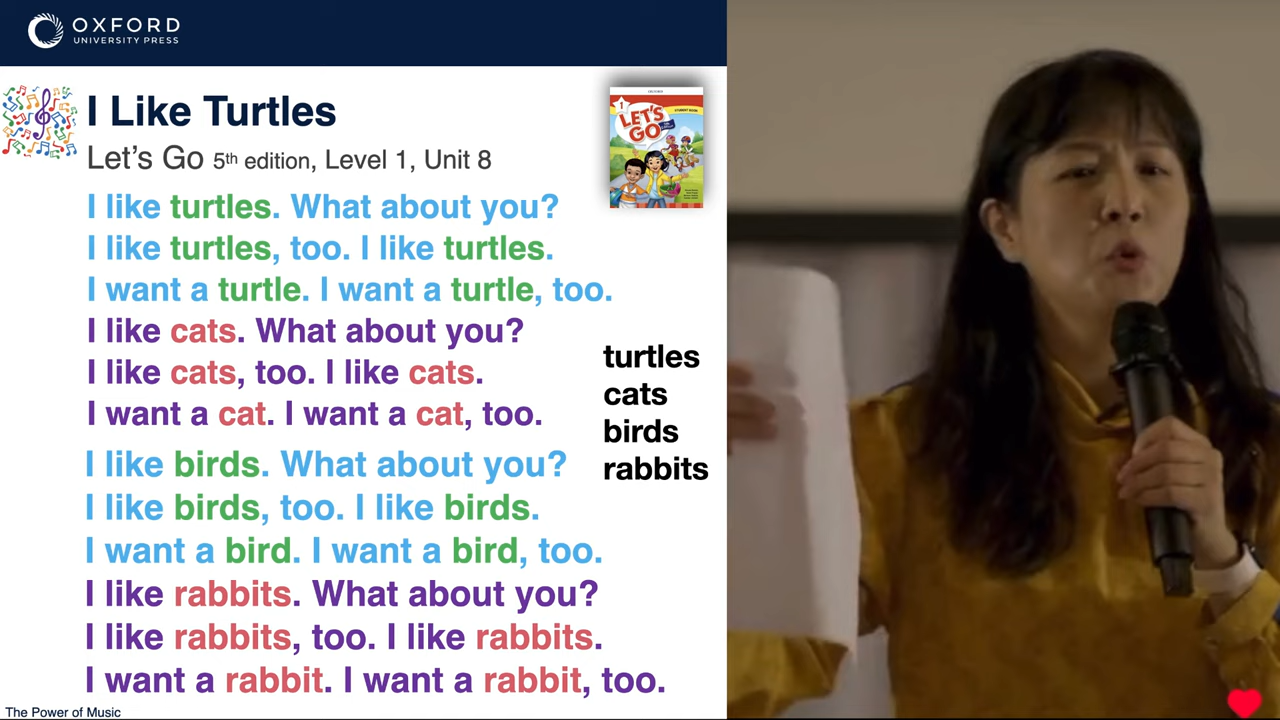 OXFORD
UNIVERSITY PRESS
I Like Turtles
Let's Go 5th edition, Level 1, Unit 8
1
LET'S
GO
I like turtles. What about you?
I like turtles, too. I like turtles.
I want a turtle. I want a turtle, too.
I like cats. What about you?
I like cats, too. I like cats.
I want a cat. I want a cat, too.
I like birds. What about you?
I like birds, too. I like birds.
I want a bird. I want a bird, too.
I like rabbits. What about you?
I like rabbits, too. I like rabbits.
I want a rabbit. I want a rabbit, too.
turtles
cats
birds
rabbits
The Power of Music